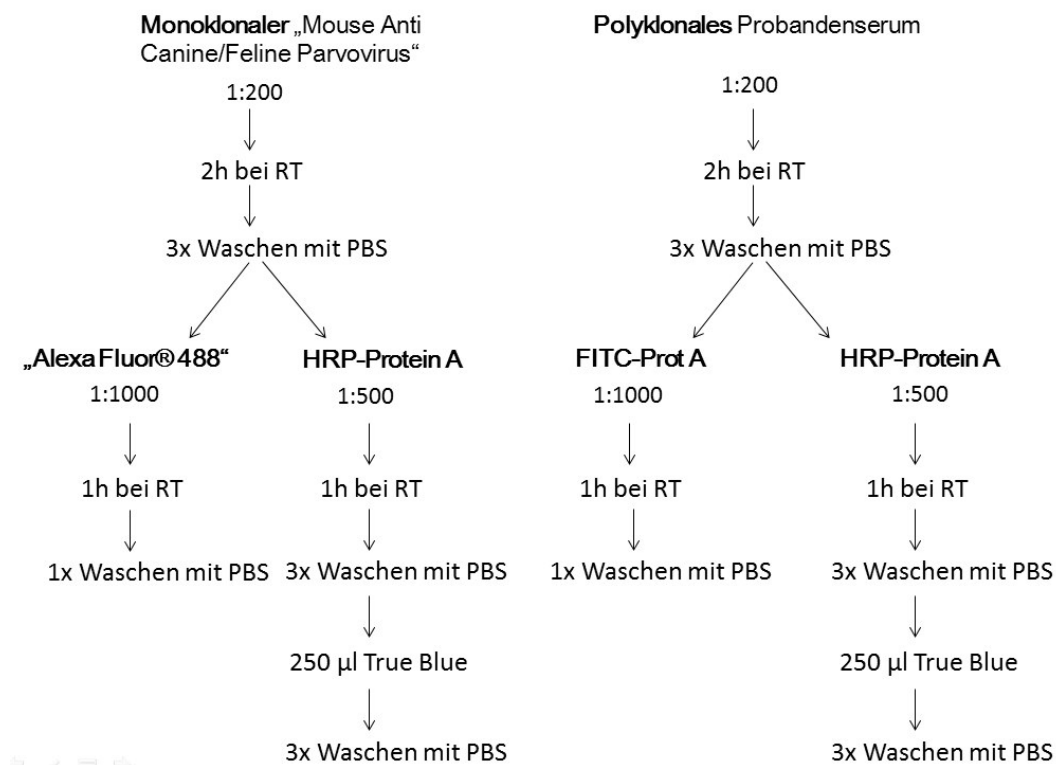 Monoklonaler „Mouse Anti
Canine/Feline Parvovirus“
1:200
2h bei RT
3x Waschen mit PBS
„Alexa Fluor® 488“
1:1000
1h bei RT
1x Waschen mit PBS
HRP-Protein A
1:500
1h bei RT
3x Waschen mit PBS
250 µl True Blue
3x Waschen mit PBS
Polyklonales Probandenserum
1:200
2h bei RT
3x Waschen mit PBS
FITC-Prot A
1:1000
1h bei RT
1x Waschen mit PBS
HRP-Protein A
1:500
1h bei RT
3x Waschen mit PBS
250 µl True Blue
3x Waschen mit PBS